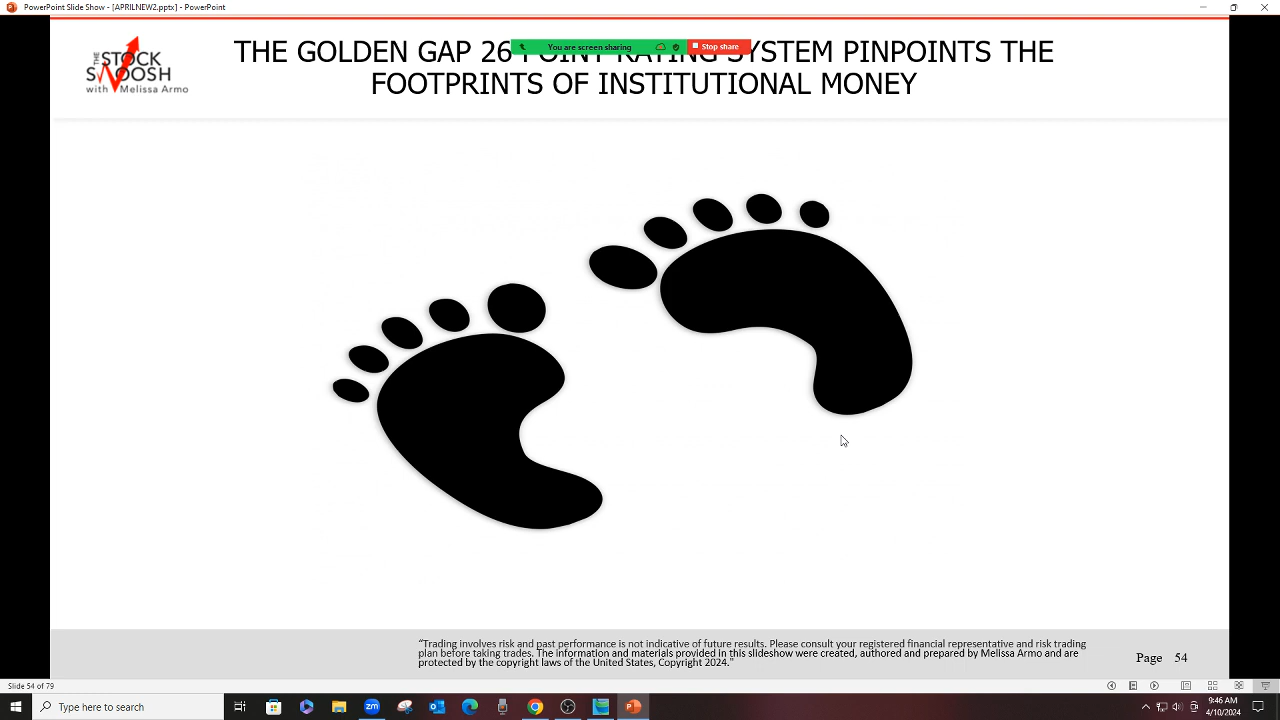 PowerPoint Slide Show - [APRILNEW2.pptx] - PowerPoint
THE STOCK SWOOSH
with Melissa Armo
You are screen sharing
Stop share
THE GOLDEN GAP 26 POINT RATING SYSTEM PINPOINTS THE
FOOTPRINTS OF INSTITUTIONAL MONEY
"Trading involves risk and past performance is not indicative of future results. Please consult your registered financial representative and risk trading
plan before taking trades. The information and materials provided in this slideshow were created, authored and prepared by Melissa Armo and are
protected by the copyright laws of the United States, Copyright 2024."
Page 54
Slide 54 of 79
Type here to search
9:46 AM
4/10/2024